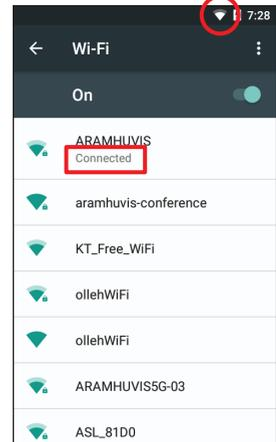 7:28
Wi-Fi
On
ARAMHUVIS
Connected
aramhuvis-conference
KT_Free_WiFi
ollehWiFi
ollehWiFi
ARAMHUVIS5G-03
ASL_81D0